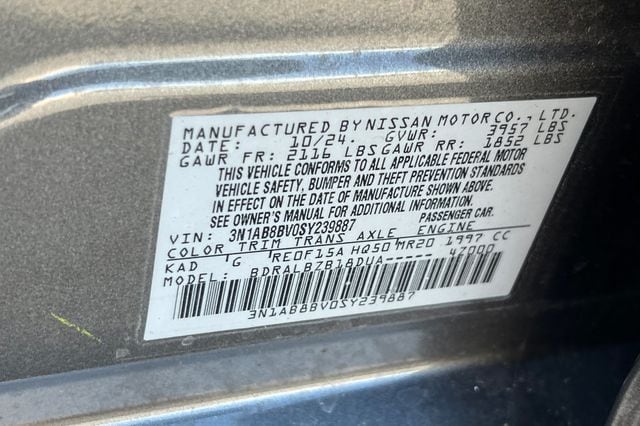 MANUFACTURED BY NISSAN MOTOR CO., LTD.
DATE: 10/24 GVWR: 3957 LBS
GAWR FR: 2116 LBS GAWR RR: 1852 LBS
THIS VEHICLE CONFORMS TO ALL APPLICABLE FEDERAL MOTOR
VEHICLE SAFETY, BUMPER AND THEFT PREVENTION STANDARDS
IN EFFECT ON THE DATE OF MANUFACTURE SHOWN ABOVE.
SEE OWNER'S MANUAL FOR ADDITIONAL INFORMATION.
VIN: 3N1AB8BV0SY239887 PASSENGER CAR
COLOR TRIM TRANS AXLE ENGINE
KAD G RE0F15A HQ50 MR20 1997 CC
MODEL: BDRALBZB18DUA----- 47000
3N1AB8BV0SY239887